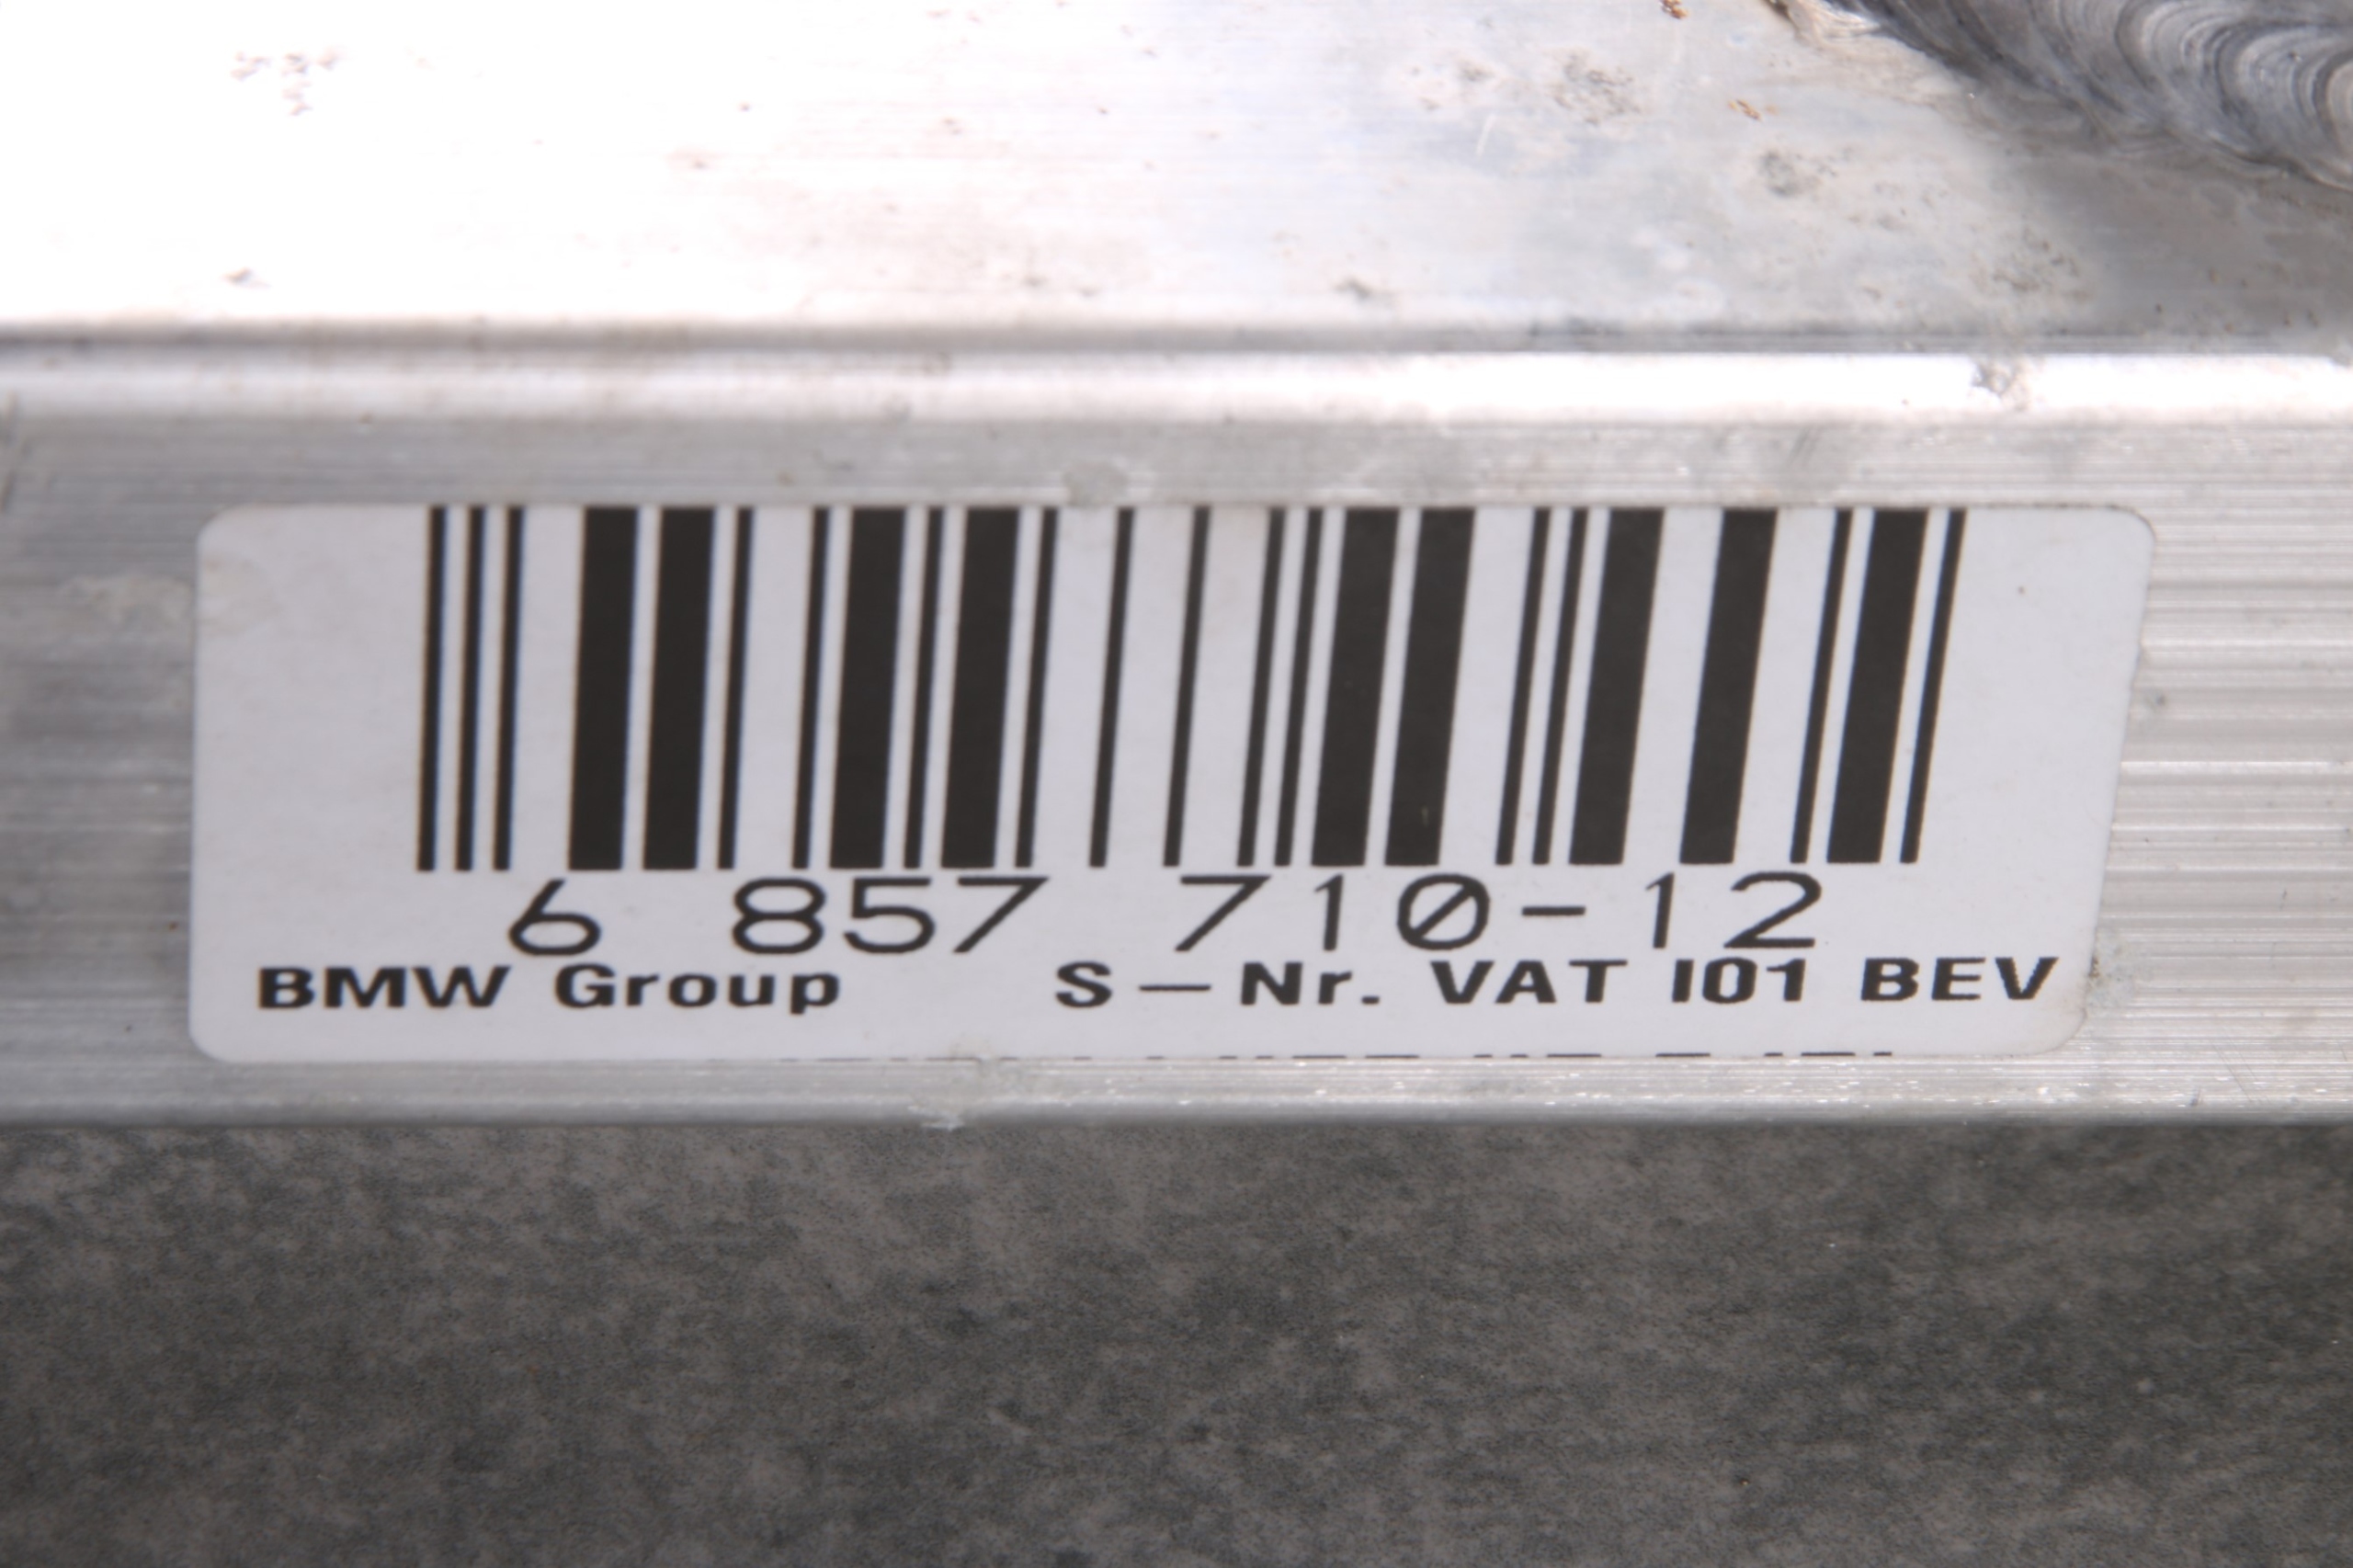 6 857 710-12
BMW Group S-Nr. VAT I01 BEV